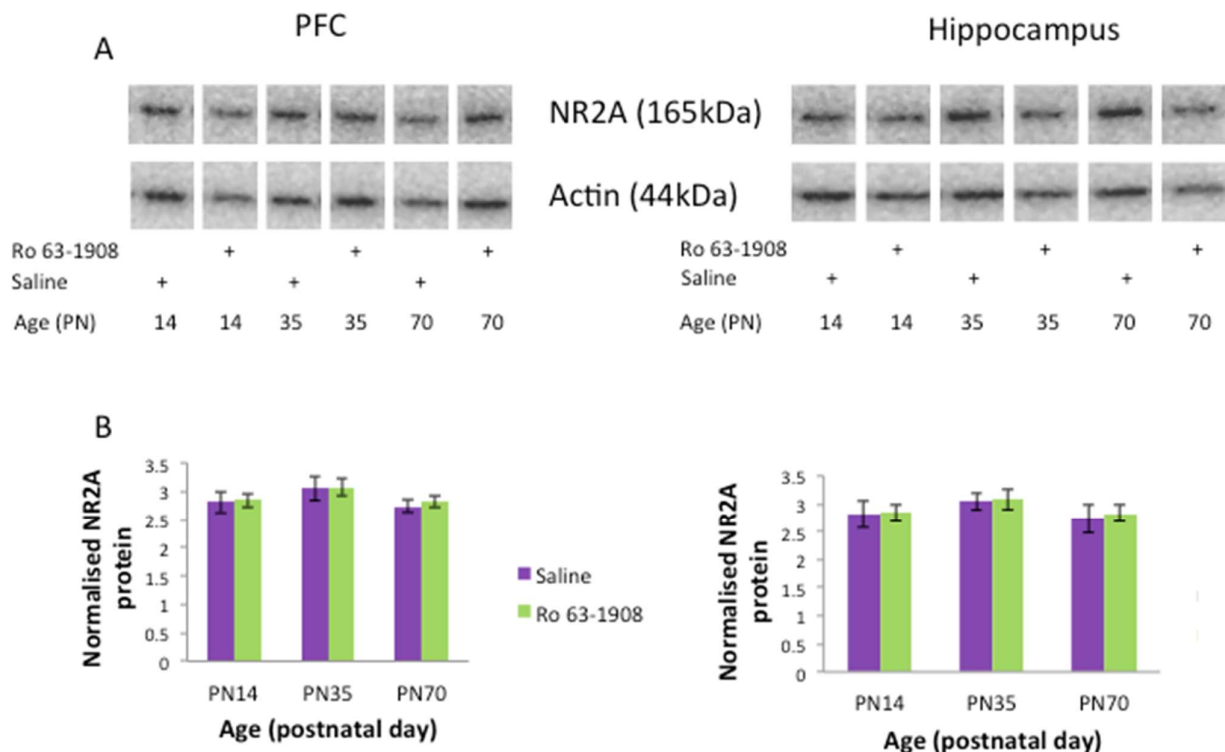 PFC
Hippocampus
A
NR2A (165kDa)
Actin (44kDa)
Ro 63-1908 + + +
Saline + + +
Age (PN) 14 14 35 35 70 70
Ro 63-1908 + + +
Saline + + +
Age (PN) 14 14 35 35 70 70
B
Normalised NR2A
protein
3.5
3
2.5
2
1.5
1
0.5
0
PN14 PN35 PN70
Age (postnatal day)
Saline
Ro 63-1908
Normalised NR2A
protein
3.5
3
2.5
2
1.5
1
0.5
0
PN14 PN35 PN70
Age (postnatal day)